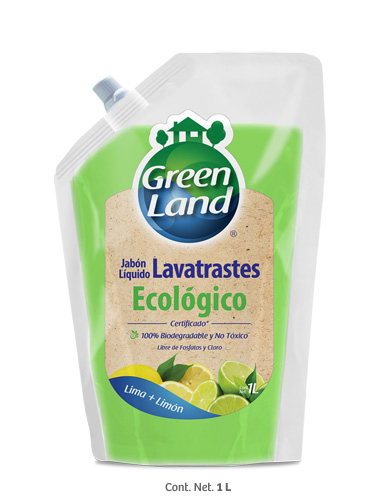 Green
Land
®
Jabón
Líquido Lavatrastes
Ecológico
Certificado*
100% Biodegradable y No Tóxico
Libre de Fosfatos y Cloro
Lima + Limón
1L
Cont. Net. 1 L